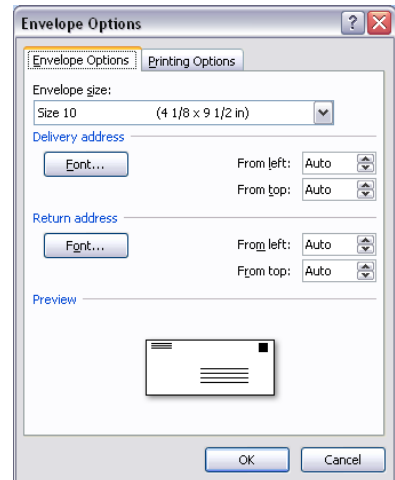 Envelope Options
Envelope Options Printing Options
Envelope size:
Size 10 (4 1/8 x 9 1/2 in)
Delivery address
Font... From left: Auto
From top: Auto
Return address
Font... From left: Auto
From top: Auto
Preview
OK Cancel